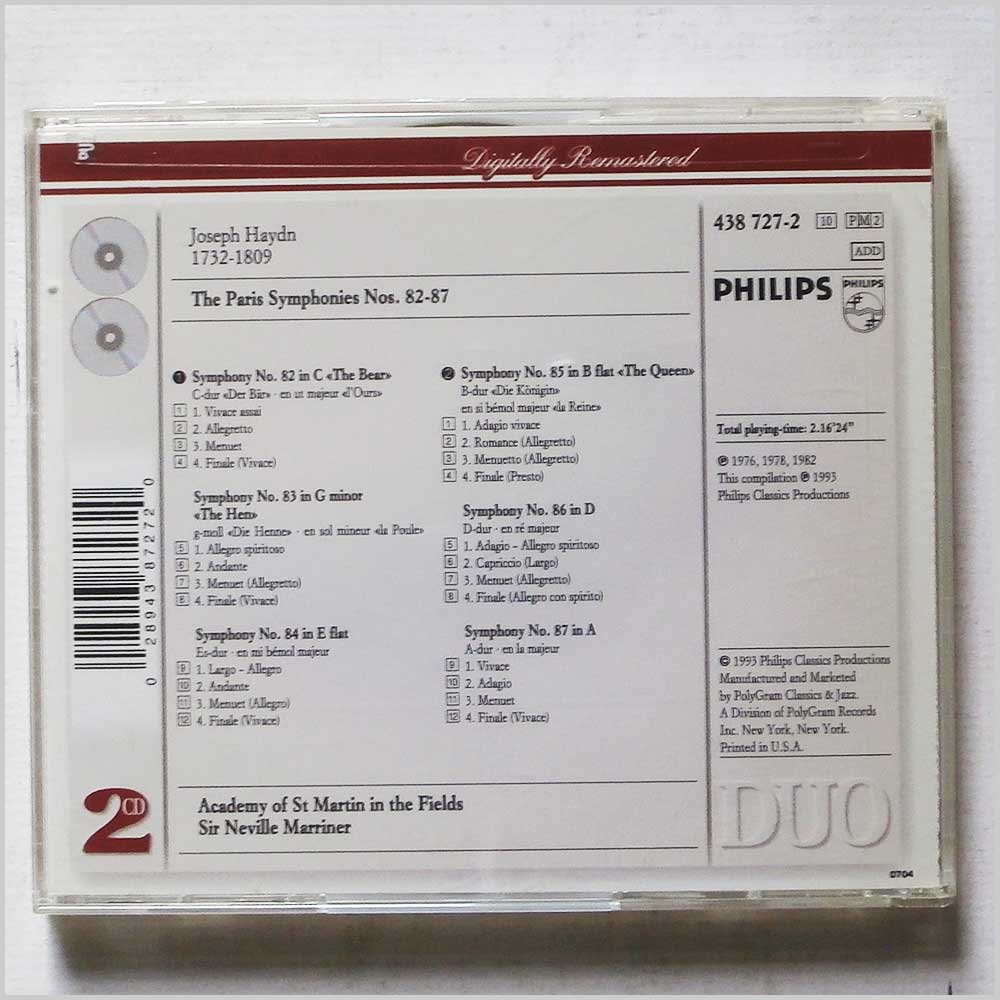 Digitally Remastered
Joseph Haydn
1732-1809
The Paris Symphonies Nos. 82-87
❶ Symphony No. 82 in C «The Bear»
C-dur «Der Bär» · en ut majeur «l'Ours»
1 1. Vivace assai
2 2. Allegretto
3 3. Menuet
4 4. Finale (Vivace)
Symphony No. 83 in G minor
«The Hen»
g-moll «Die Henne» · en sol mineur «la Poule»
5 1. Allegro spiritoso
6 2. Andante
7 3. Menuet (Allegretto)
8 4. Finale (Vivace)
Symphony No. 84 in E flat
Es-dur · en mi bémol majeur
9 1. Largo – Allegro
10 2. Andante
11 3. Menuet (Allegro)
12 4. Finale (Vivace)
❷ Symphony No. 85 in B flat «The Queen»
B-dur «Die Königin»
en si bémol majeur «la Reine»
1 1. Adagio vivace
2 2. Romance (Allegretto)
3 3. Menuetto (Allegretto)
4 4. Finale (Presto)
Symphony No. 86 in D
D-dur · en ré majeur
5 1. Adagio – Allegro spiritoso
6 2. Capriccio (Largo)
7 3. Menuet (Allegretto)
8 4. Finale (Allegro con spirito)
Symphony No. 87 in A
A-dur · en la majeur
9 1. Vivace
10 2. Adagio
11 3. Menuet
12 4. Finale (Vivace)
Academy of St Martin in the Fields
Sir Neville Marriner
438 727-2 10 PM2
ADD
PHILIPS
PHILIPS
Total playing-time: 2.16'24"
℗ 1976, 1978, 1982
This compilation ℗ 1993
Philips Classics Productions
© 1993 Philips Classics Productions
Manufactured and Marketed
by PolyGram Classics & Jazz.
A Division of PolyGram Records
Inc. New York, New York.
Printed in U.S.A.
DUO
0704
2CD
0 28943 87272 0